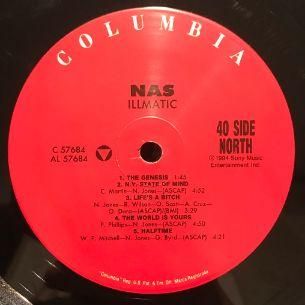 COLUMBIA
NAS
ILLMATIC
C 57684
AL 57684
40 SIDE
NORTH
℗ 1994 Sony Music
Entertainment Inc.
1. THE GENESIS 1:45
2. N.Y. STATE OF MIND
C. Martin–N. Jones–(ASCAP) 4:52
3. LIFE'S A BITCH
N. Jones–R. Wilson–O. Scott–A. Cruz–
O. Dara–(ASCAP)/(BMI) 3:29
4. THE WORLD IS YOURS
P. Phillips–N. Jones–(ASCAP) 4:50
5. HALFTIME
W. P. Mitchell–N. Jones–G. Byrd–(ASCAP) 4:21